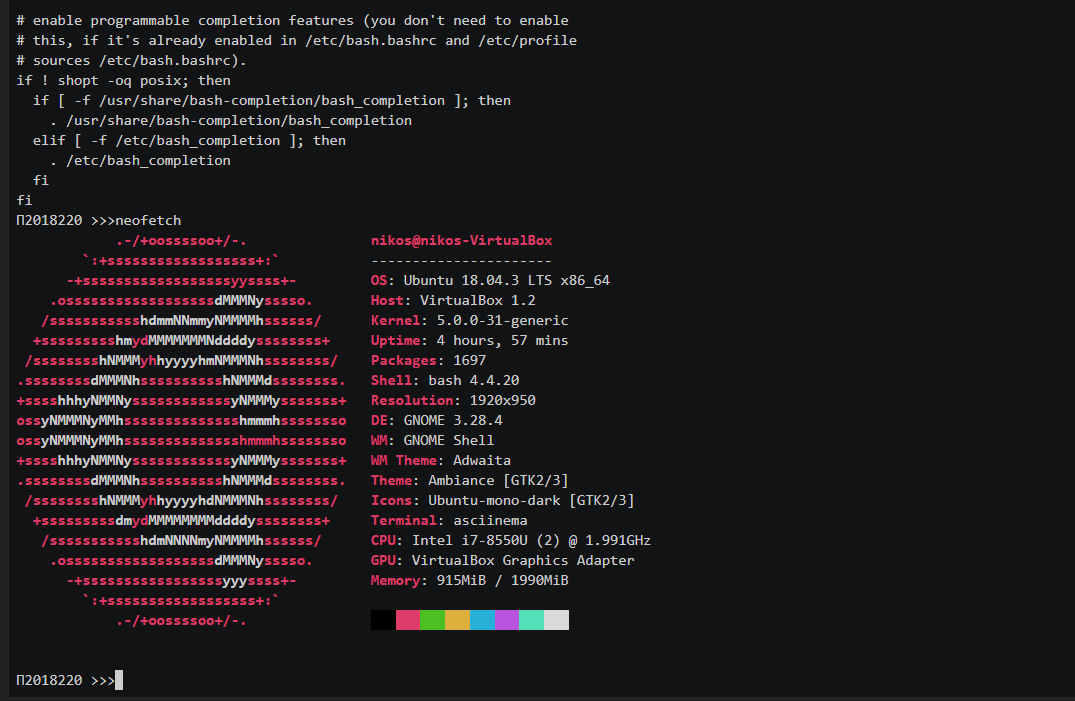 # enable programmable completion features (you don't need to enable
# this, if it's already enabled in /etc/bash.bashrc and /etc/profile
# sources /etc/bash.bashrc).
if ! shopt -oq posix; then
  if [ -f /usr/share/bash-completion/bash_completion ]; then
    . /usr/share/bash-completion/bash_completion
  elif [ -f /etc/bash_completion ]; then
    . /etc/bash_completion
  fi
fi
Π2018220 >>>neofetch
            .-/+oossssoo+/-.               nikos@nikos-VirtualBox
        `:+ssssssssssssssssss+:`           ----------------------
      -+ssssssssssssssssssyyssss+-         OS: Ubuntu 18.04.3 LTS x86_64
    .ossssssssssssssssssdMMMNysssso.       Host: VirtualBox 1.2
   /ssssssssssshdmmNNmmyNMMMMhssssss/      Kernel: 5.0.0-31-generic
  +ssssssssshmydMMMMMMMNddddyssssssss+     Uptime: 4 hours, 57 mins
 /sssssssshNMMMyhhyyyyhmNMMMNhssssssss/    Packages: 1697
.ssssssssdMMMNhsssssssssshNMMMdssssssss.   Shell: bash 4.4.20
+sssshhhyNMMNyssssssssssssyNMMMysssssss+   Resolution: 1920x950
ossyNMMMNyMMhsssssssssssssshmmmhssssssso   DE: GNOME 3.28.4
ossyNMMMNyMMhsssssssssssssshmmmhssssssso   WM: GNOME Shell
+sssshhhyNMMNyssssssssssssyNMMMysssssss+   WM Theme: Adwaita
.ssssssssdMMMNhsssssssssshNMMMdssssssss.   Theme: Ambiance [GTK2/3]
 /sssssssshNMMMyhhyyyyhdNMMMNhssssssss/    Icons: Ubuntu-mono-dark [GTK2/3]
  +sssssssssdmydMMMMMMMMddddyssssssss+     Terminal: asciinema
   /ssssssssssshdmNNNNmyNMMMMhssssss/      CPU: Intel i7-8550U (2) @ 1.991GHz
    .ossssssssssssssssssdMMMNysssso.       GPU: VirtualBox Graphics Adapter
      -+sssssssssssssssssyyyssss+-         Memory: 915MiB / 1990MiB
        `:+ssssssssssssssssss+:`
            .-/+oossssoo+/-.
Π2018220 >>>